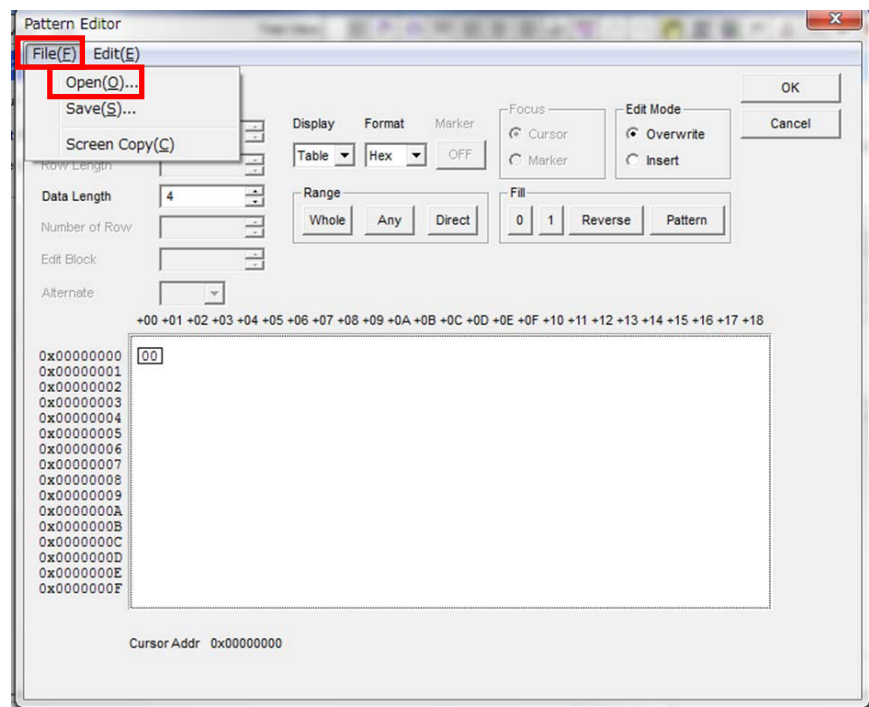 Pattern Editor
File(F) Edit(E)
Open(O)...
Save(S)...
Screen Copy(C)
OK
Cancel
Display Format Marker
Table Hex OFF
Focus
Cursor
Marker
Edit Mode
Overwrite
Insert
Row Length
Data Length 4
Number of Row
Edit Block
Alternate
Range
Whole Any Direct
Fill
0 1 Reverse Pattern
+00 +01 +02 +03 +04 +05 +06 +07 +08 +09 +0A +0B +0C +0D +0E +0F +10 +11 +12 +13 +14 +15 +16 +17 +18
0x00000000 00
0x00000001
0x00000002
0x00000003
0x00000004
0x00000005
0x00000006
0x00000007
0x00000008
0x00000009
0x0000000A
0x0000000B
0x0000000C
0x0000000D
0x0000000E
0x0000000F
Cursor Addr 0x00000000